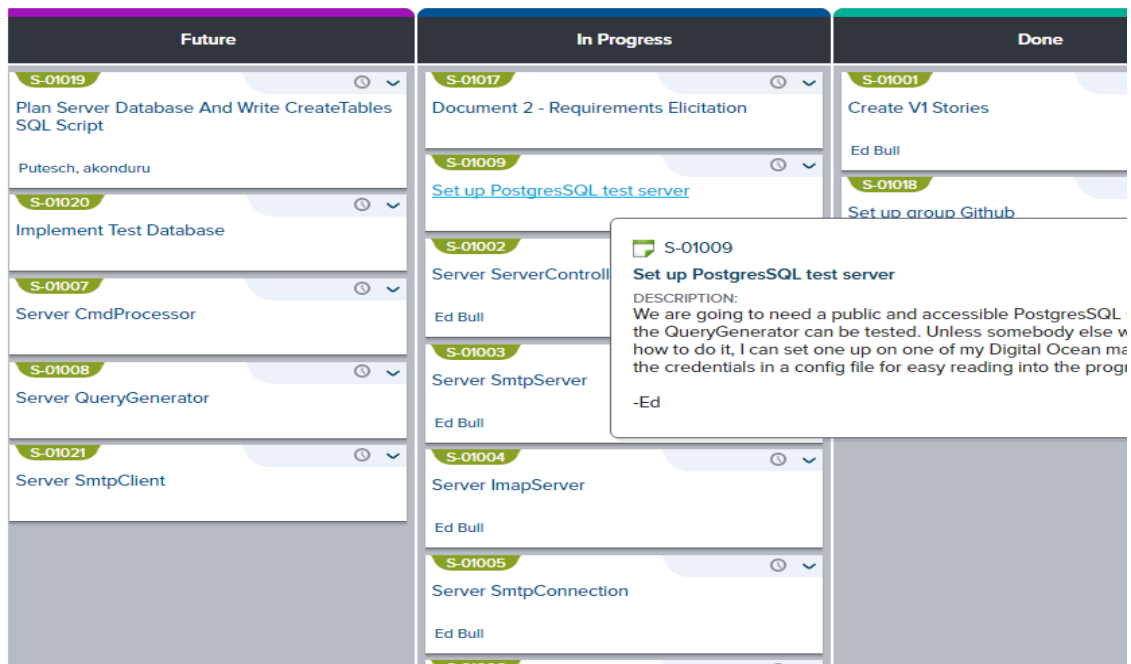 Future
S-01019
Plan Server Database And Write CreateTables
SQL Script
Putesch, akonduru
S-01020
Implement Test Database
S-01007
Server CmdProcessor
S-01008
Server QueryGenerator
S-01021
Server SmtpClient
In Progress
S-01017
Document 2 - Requirements Elicitation
S-01009
Set up PostgresSQL test server
S-01002
Server ServerControll
Ed Bull
S-01003
Server SmtpServer
Ed Bull
S-01004
Server ImapServer
Ed Bull
S-01005
Server SmtpConnection
Ed Bull
Done
S-01001
Create V1 Stories
Ed Bull
S-01018
Set up group Github
S-01009
Set up PostgresSQL test server
DESCRIPTION:
We are going to need a public and accessible PostgresSQL
the QueryGenerator can be tested. Unless somebody else
how to do it, I can set one up on one of my Digital Ocean
the credentials in a config file for easy reading into the
-Ed